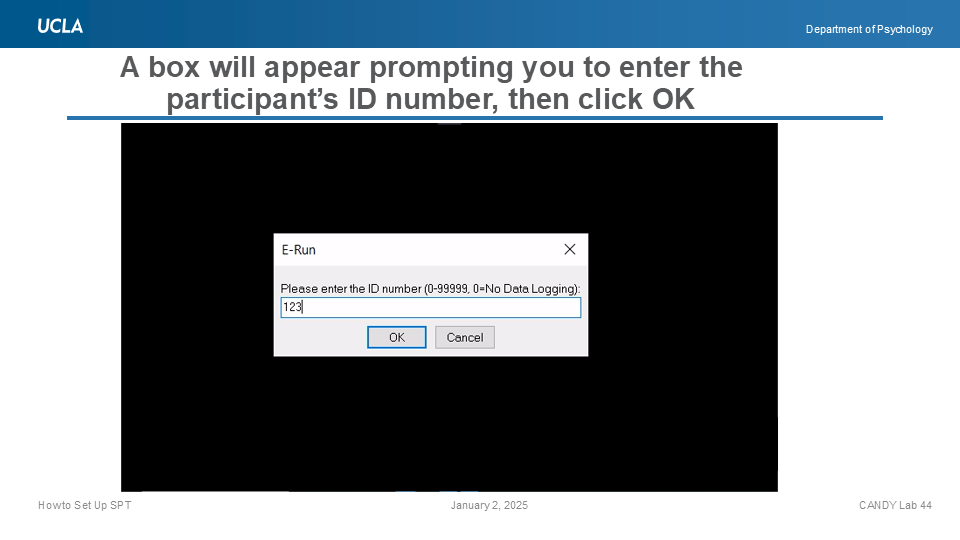 UCLA
Department of Psychology
A box will appear prompting you to enter the
participant’s ID number, then click OK
E-Run
Please enter the ID number (0-99999, 0=No Data Logging):
123
OK
Cancel
Howto Set Up SPT
January 2, 2025
CANDY Lab 44